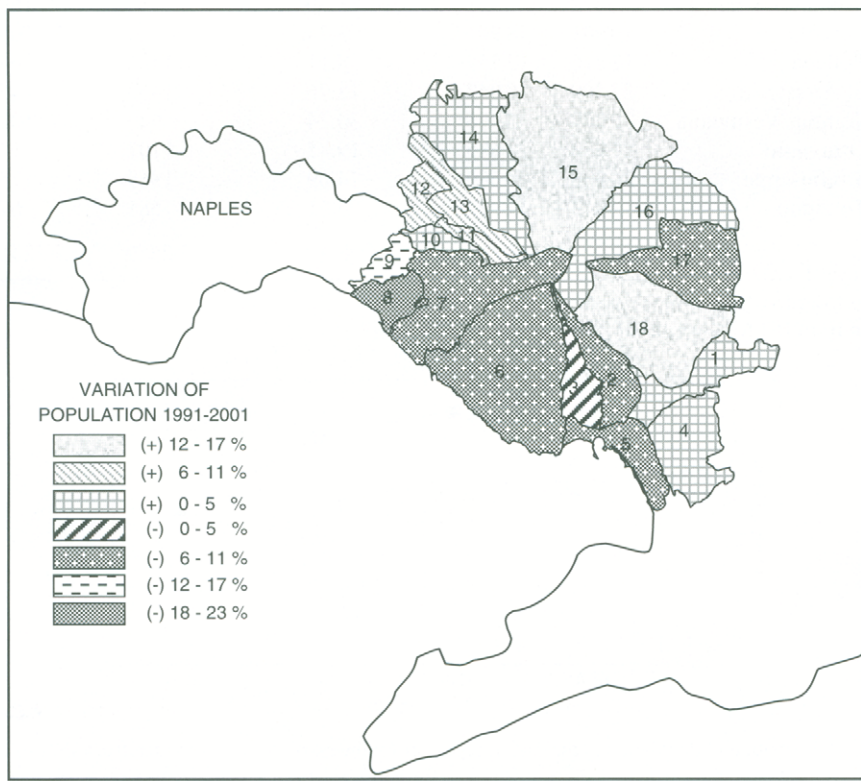 14
15
12
13
16
NAPLES
10
11
9
17
8
7
18
1
6
2
3
4
5
VARIATION OF
POPULATION 1991-2001
(+) 12 - 17 %
(+) 6 - 11 %
(+) 0 - 5 %
(-) 0 - 5 %
(-) 6 - 11 %
(-) 12 - 17 %
(-) 18 - 23 %